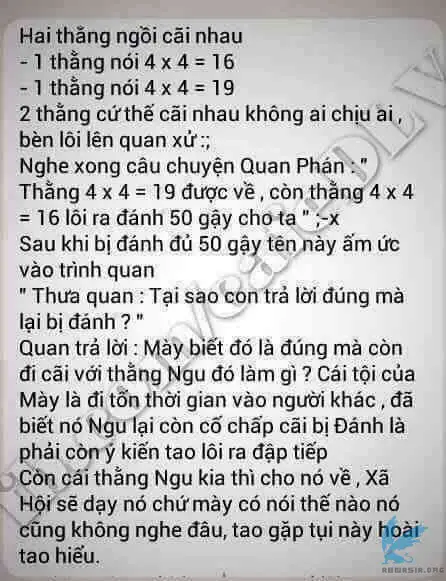 Hai thằng ngồi cãi nhau
- 1 thằng nói 4 x 4 = 16
- 1 thằng nói 4 x 4 = 19
2 thằng cứ thế cãi nhau không ai chịu ai ,
bèn lôi lên quan xử :;
Nghe xong câu chuyện Quan Phán : "
Thằng 4 x 4 = 19 được về , còn thằng 4 x 4
= 16 lôi ra đánh 50 gậy cho ta " ;-x
Sau khi bị đánh đủ 50 gậy tên này ấm ức
vào trình quan
" Thưa quan : Tại sao con trả lời đúng mà
lại bị đánh ? "
Quan trả lời : Mày biết đó là đúng mà còn
đi cãi với thằng Ngu đó làm gì ? Cái tội của
Mày là đi tốn thời gian vào người khác , đã
biết nó Ngu lại còn cố chấp cãi bị Đánh là
phải còn ý kiến tao lôi ra đập tiếp
Còn cái thằng Ngu kia thì cho nó về , Xã
Hội sẽ dạy nó chứ mày có nói thế nào nó
cũng không nghe đâu, tao gặp tụi này hoài
tao hiểu.